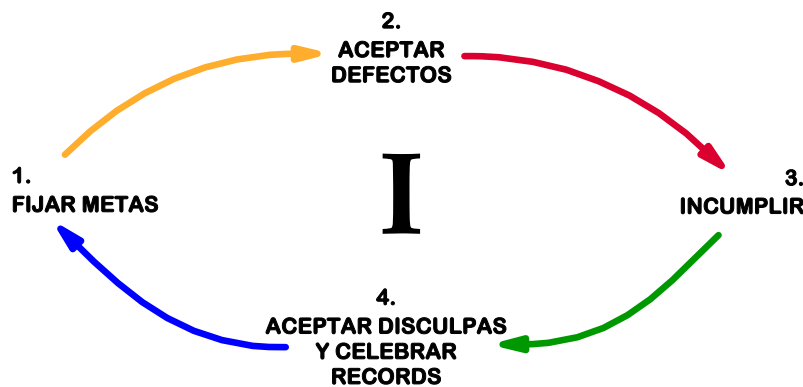 2.
ACEPTAR
DEFECTOS
1.
FIJAR METAS
I
3.
INCUMPLIR
4.
ACEPTAR DISCULPAS
Y CELEBRAR
RECORDS